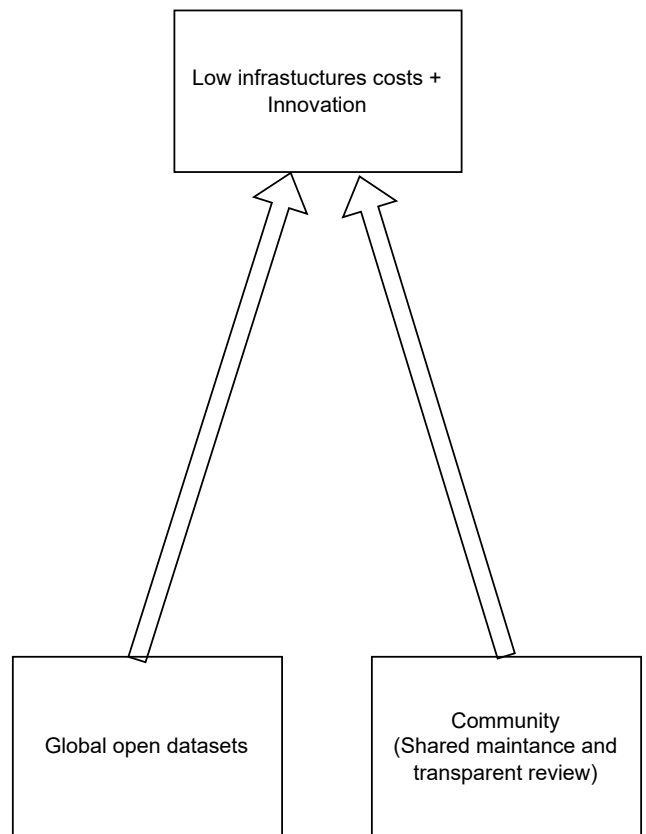 Low infrastuctures costs +
Innovation
Global open datasets
Community
(Shared maintance and
transparent review)